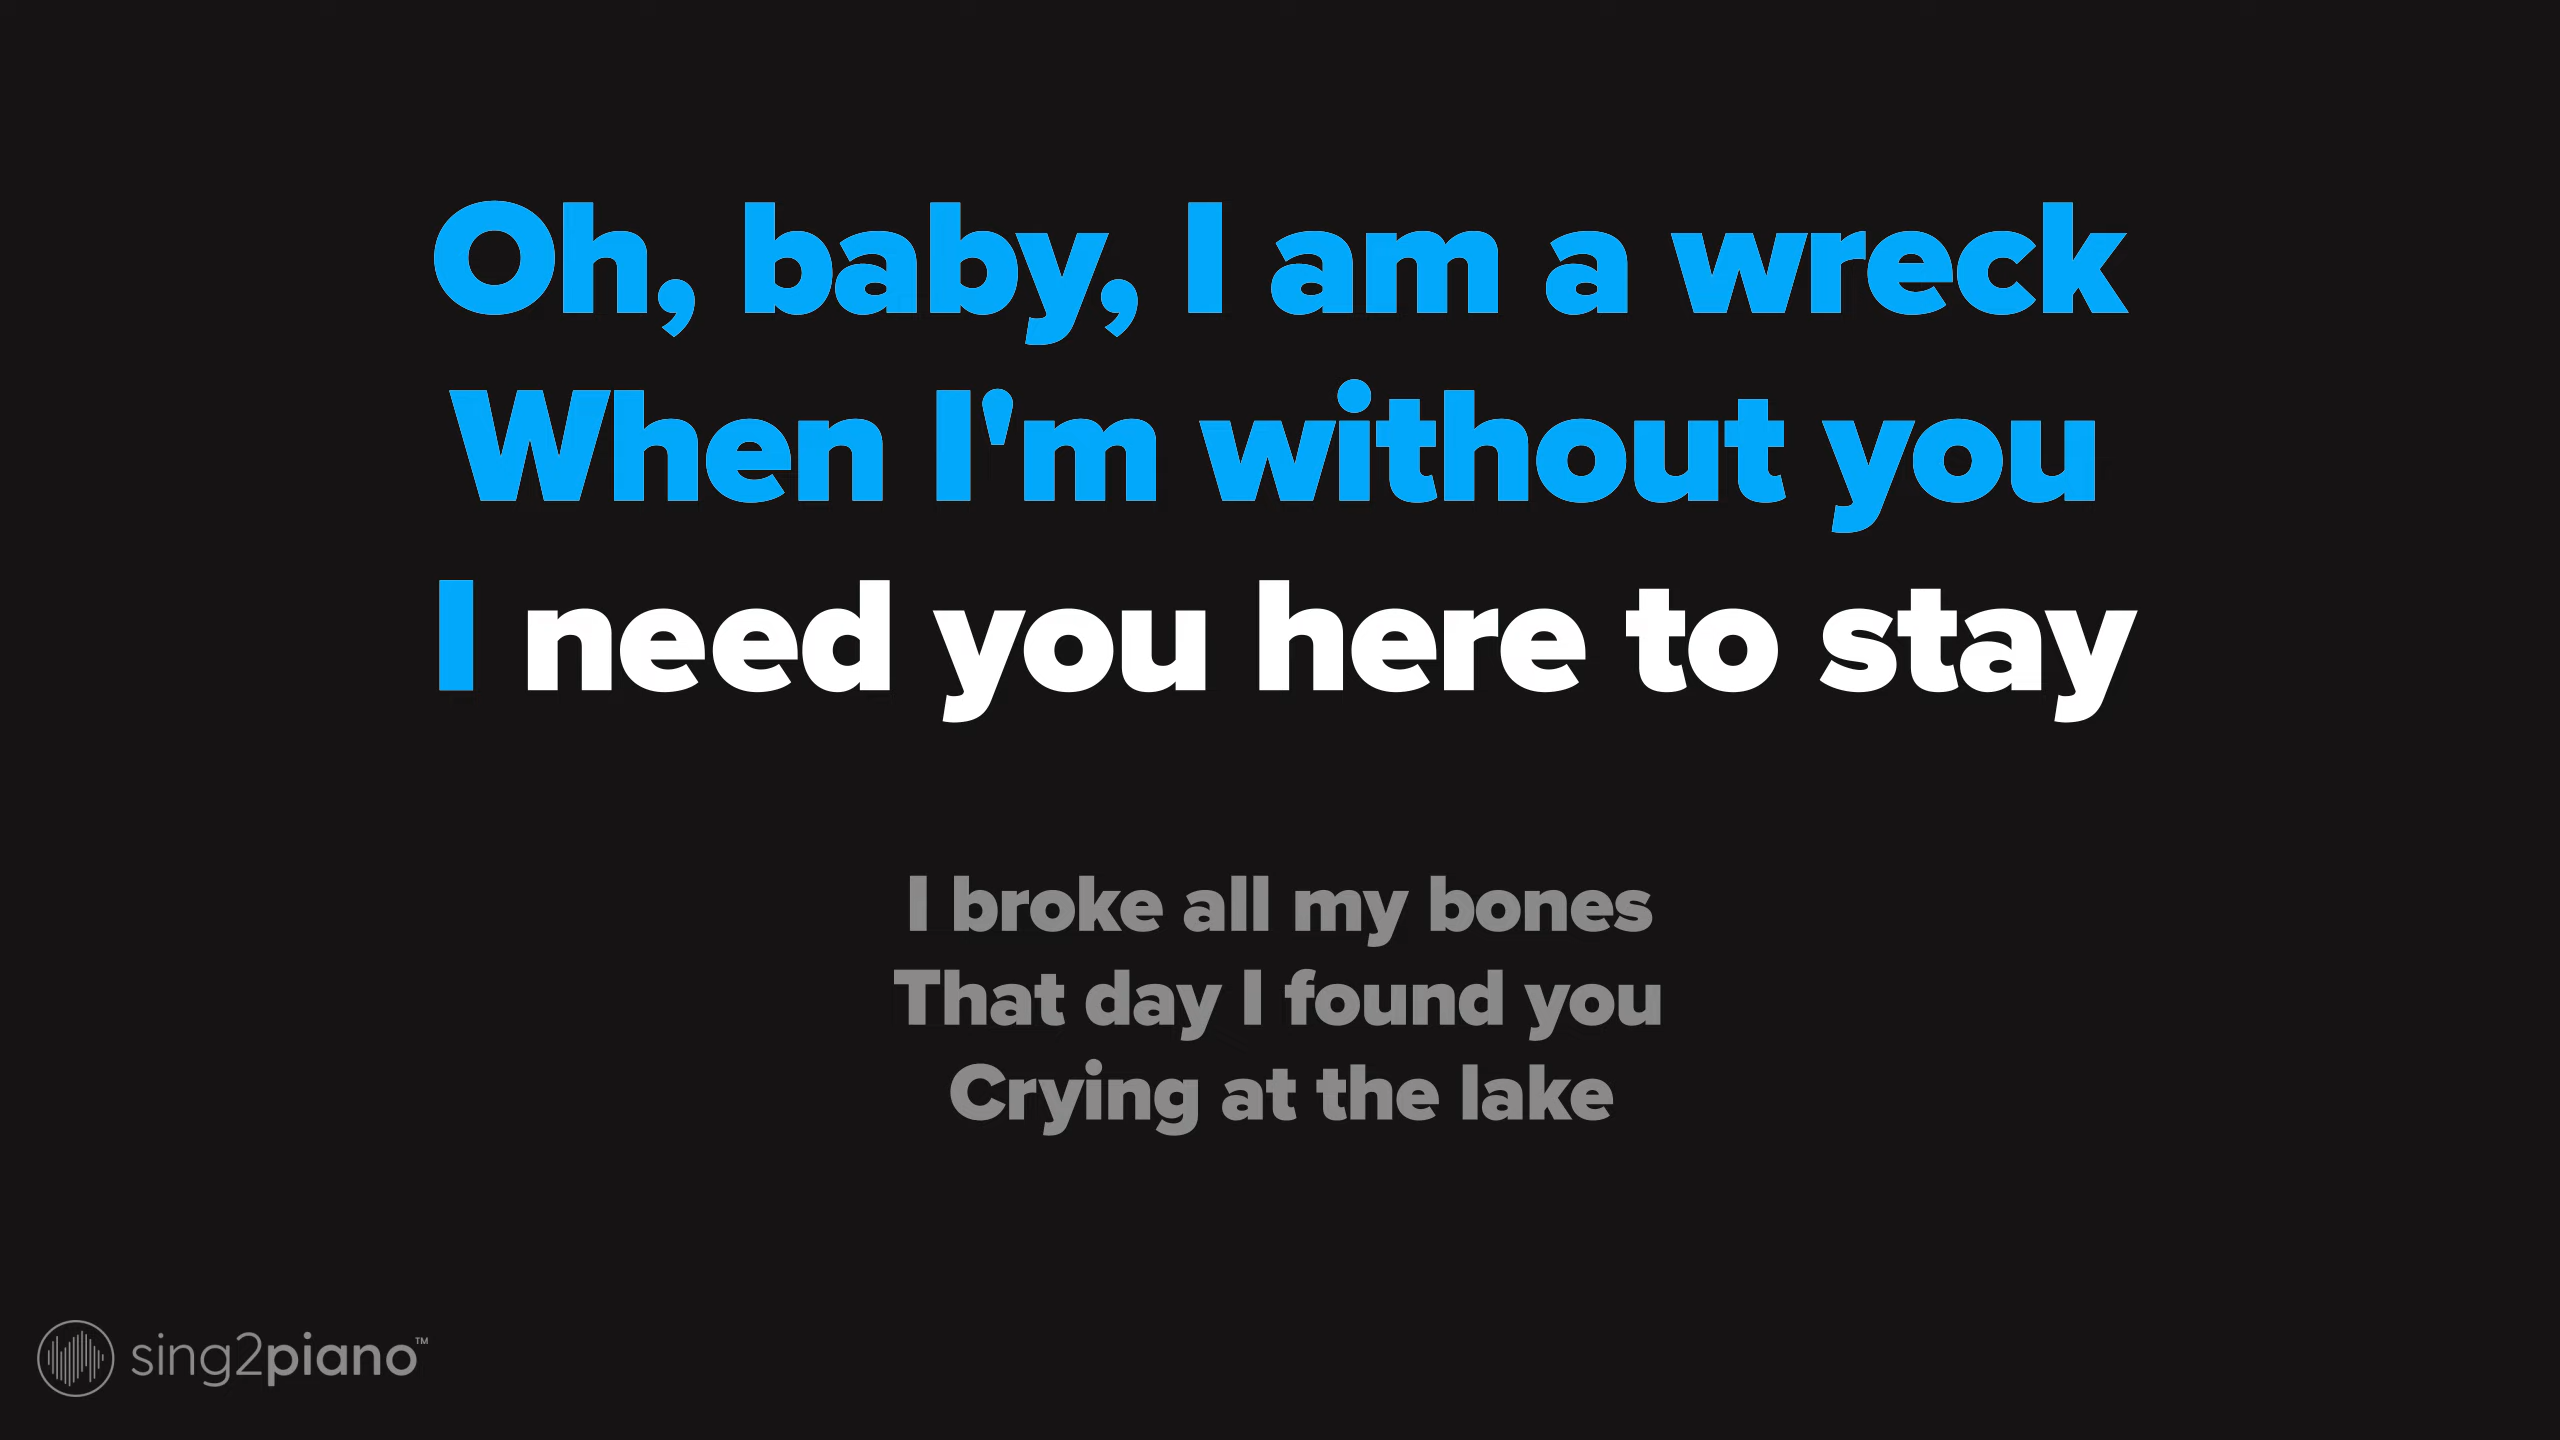 Oh, baby, I am a wreck
When I'm without you
I need you here to stay
I broke all my bones
That day I found you
Crying at the lake
sing2piano™